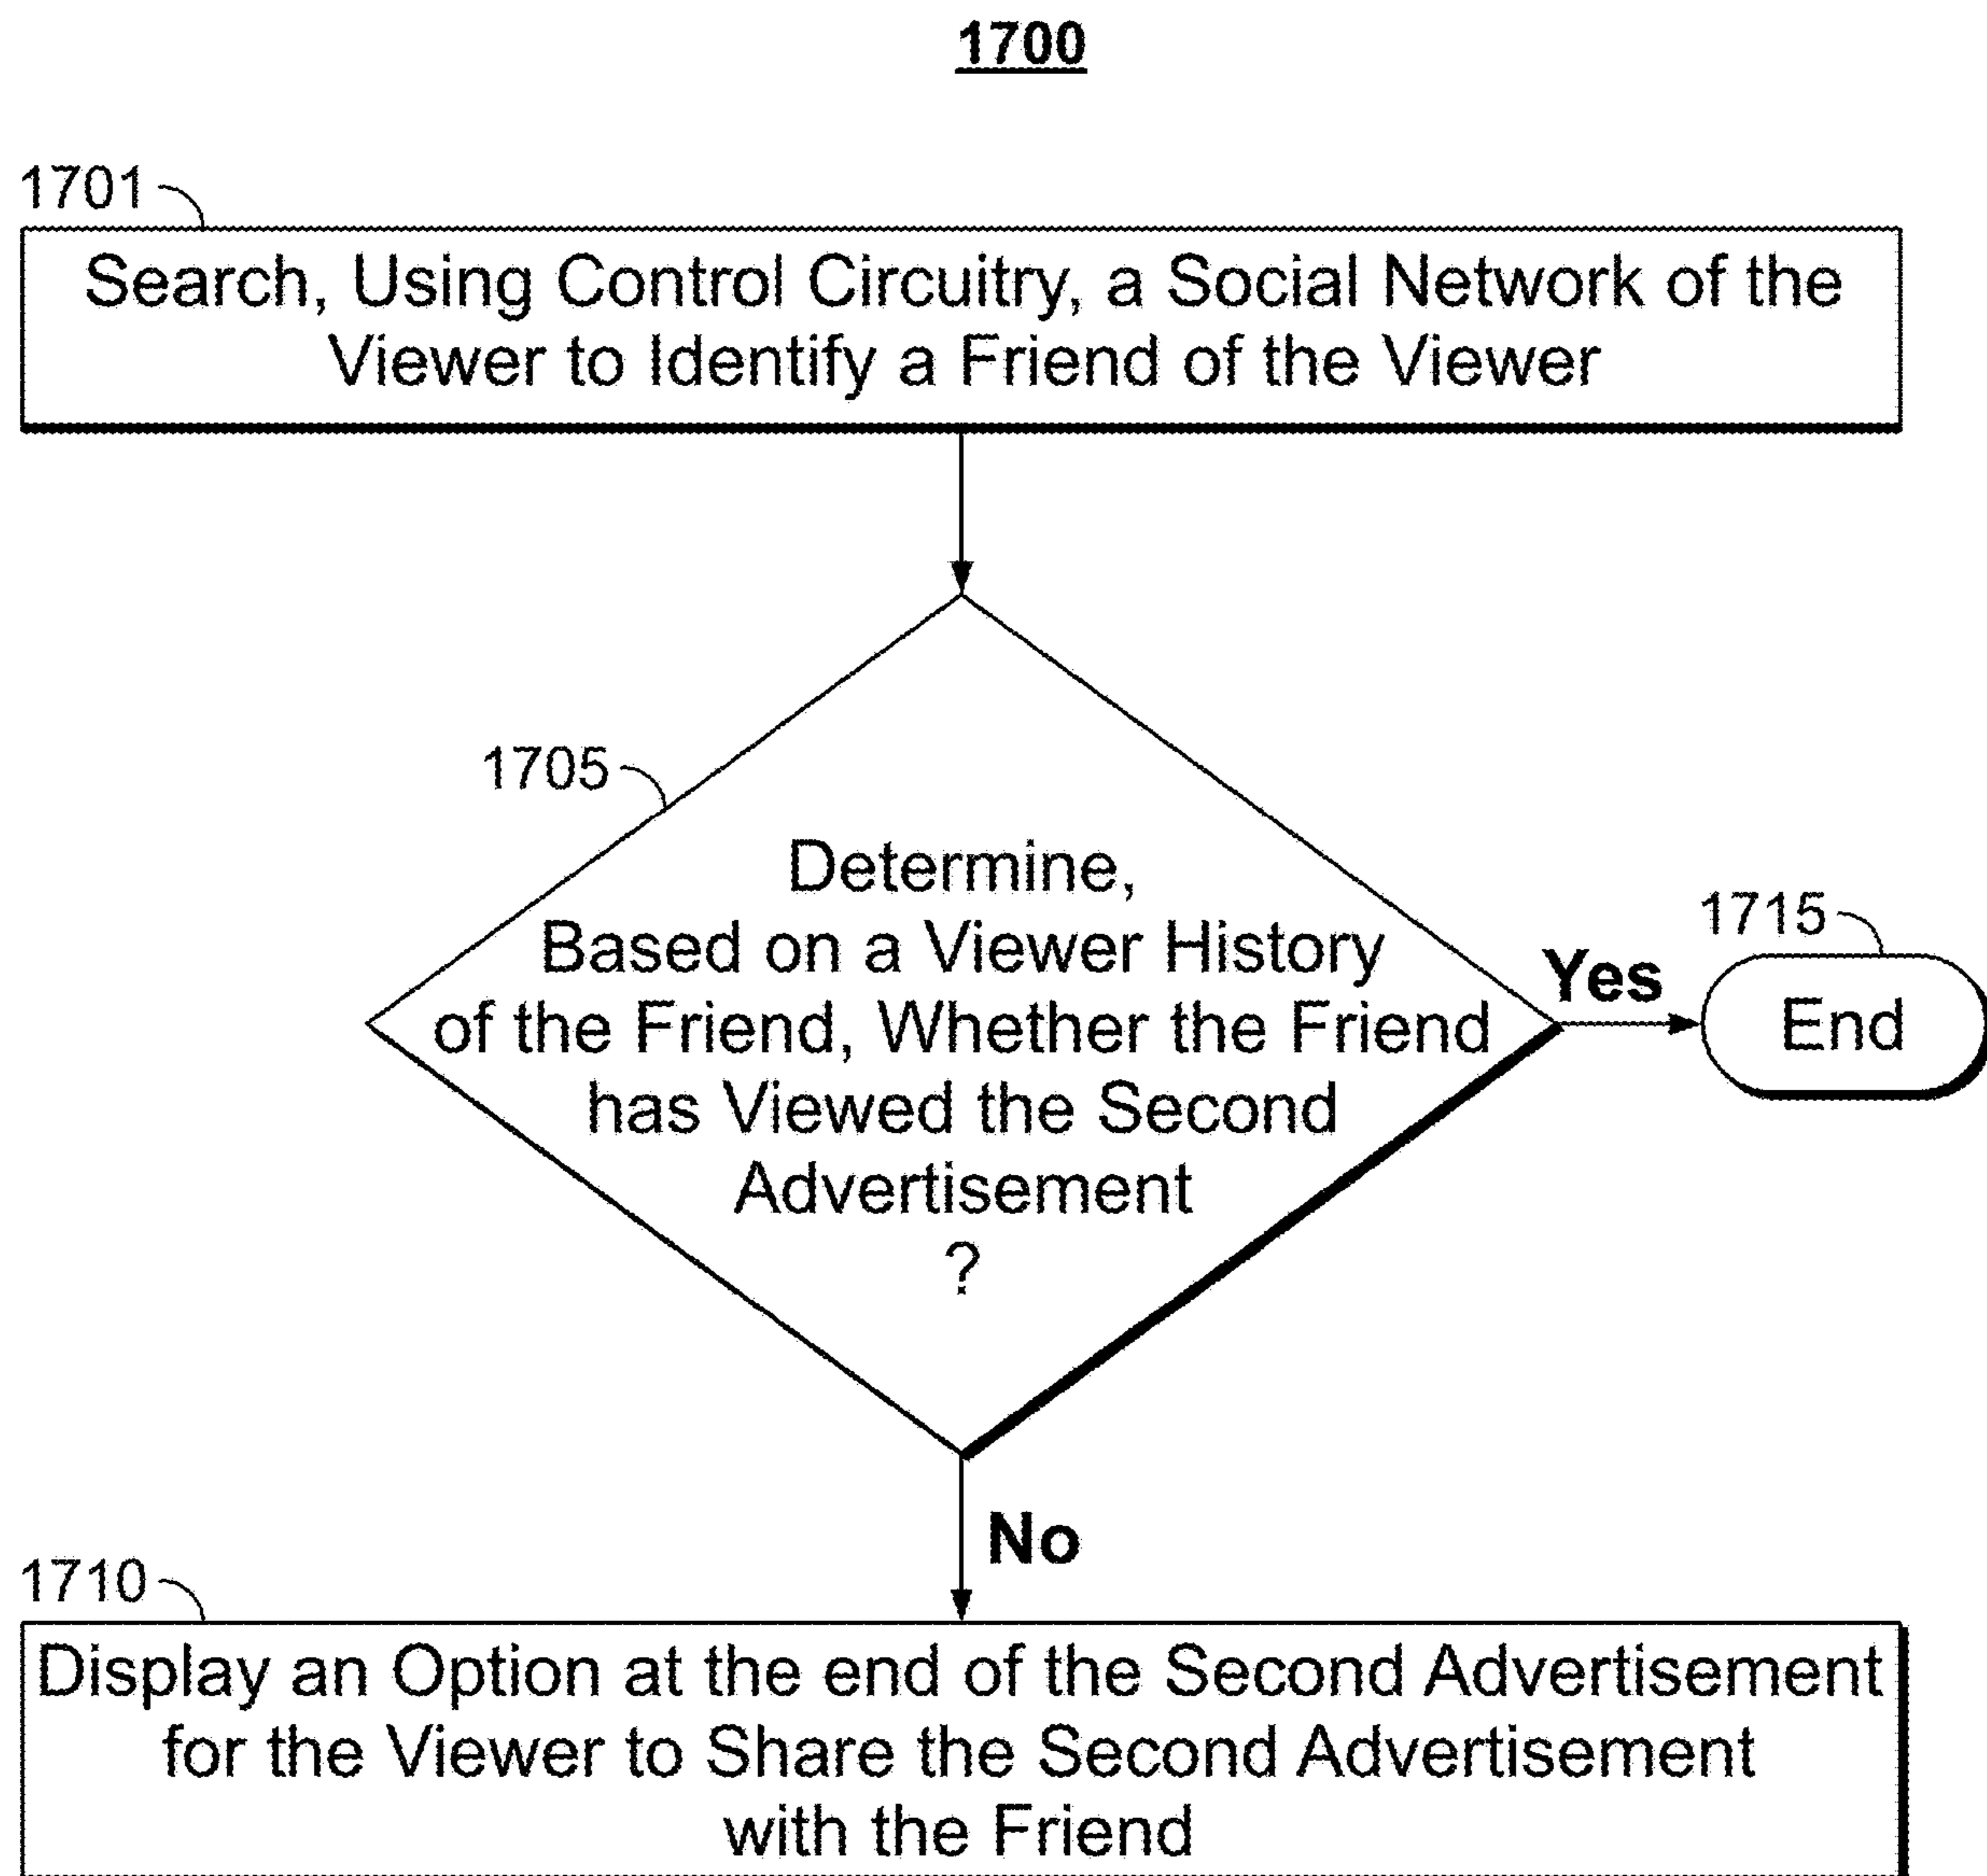 1700
1701
Search, Using Control Circuitry, a Social Network of the
Viewer to Identify a Friend of the Viewer
1705
Determine,
Based on a Viewer History
of the Friend, Whether the Friend
has Viewed the Second
Advertisement
?
Yes
1715
End
No
1710
Display an Option at the end of the Second Advertisement
for the Viewer to Share the Second Advertisement
with the Friend